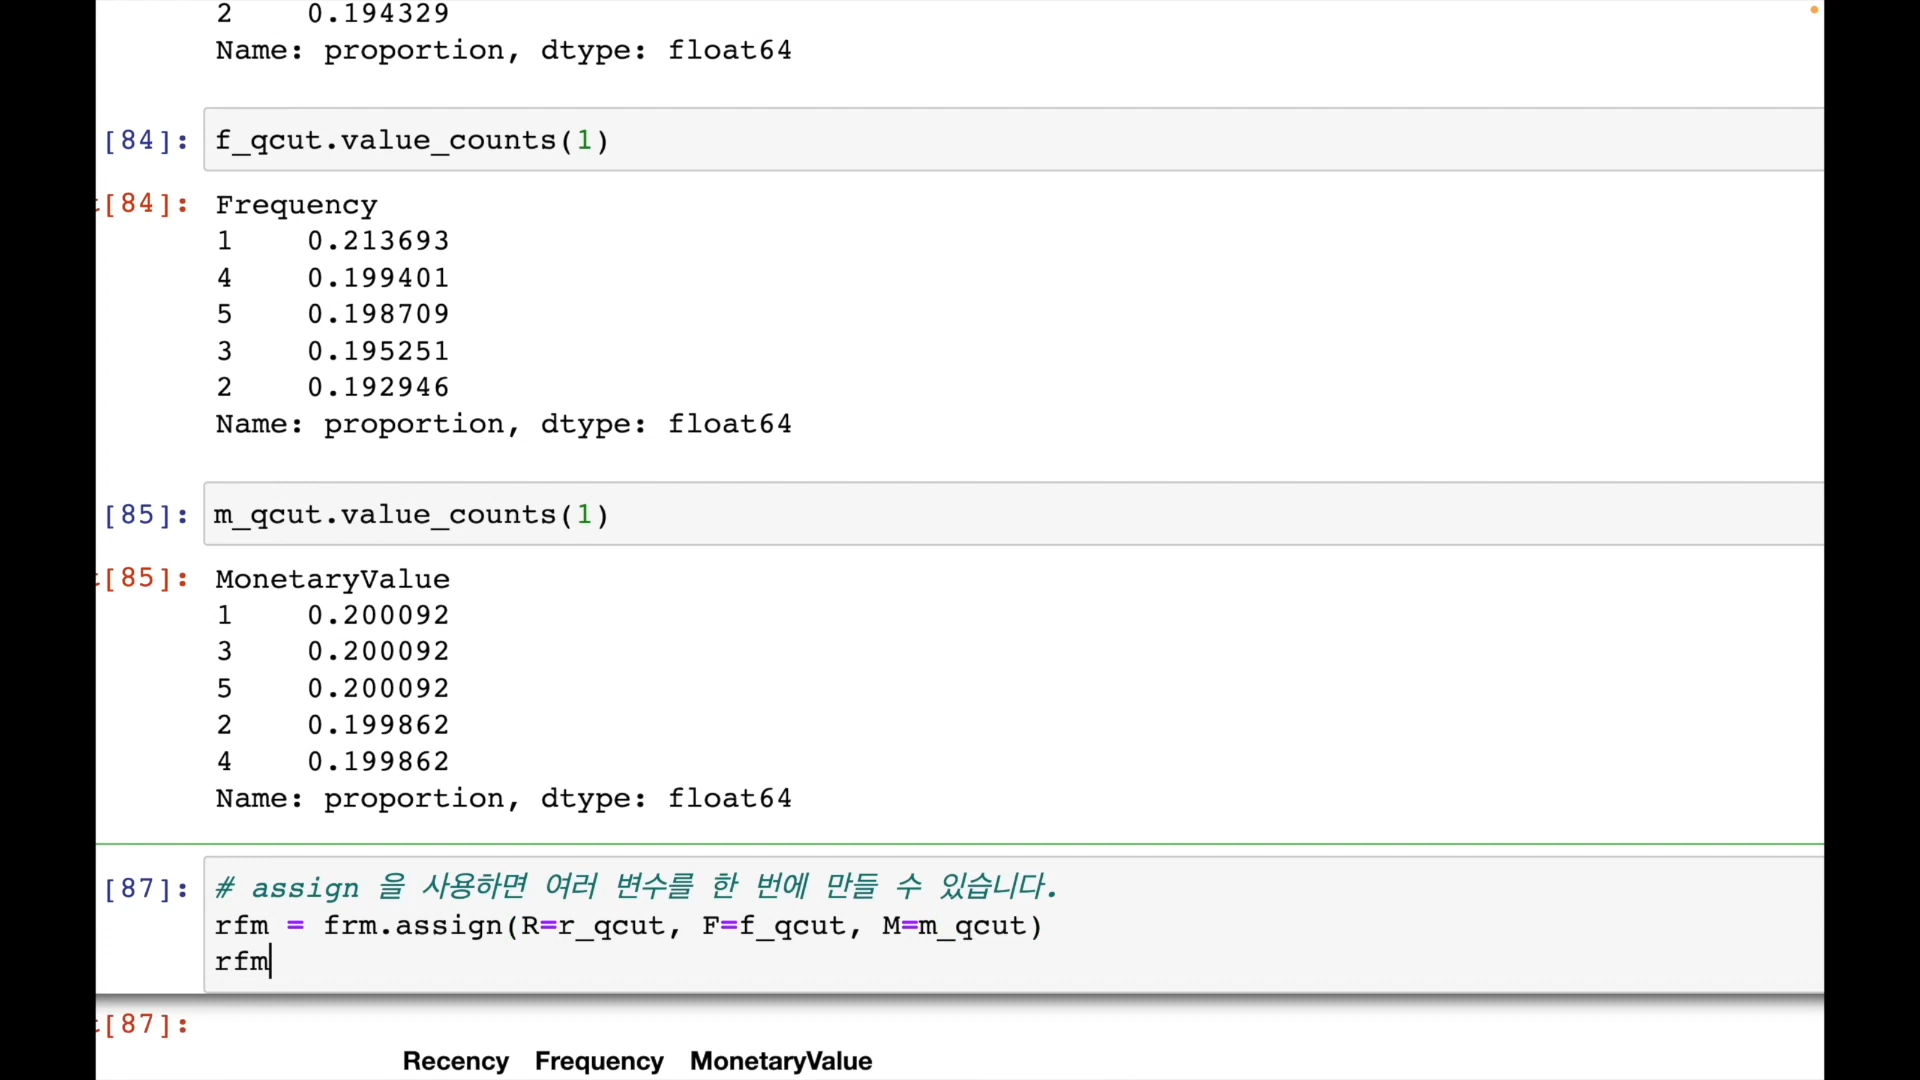 2 0.194329
Name: proportion, dtype: float64
[84]: f_qcut.value_counts(1)
t[84]: Frequency
1 0.213693
4 0.199401
5 0.198709
3 0.195251
2 0.192946
Name: proportion, dtype: float64
[85]: m_qcut.value_counts(1)
t[85]: MonetaryValue
1 0.200092
3 0.200092
5 0.200092
2 0.199862
4 0.199862
Name: proportion, dtype: float64
[87]: # assign 을 사용하면 여러 변수를 한 번에 만들 수 있습니다.
rfm = frm.assign(R=r_qcut, F=f_qcut, M=m_qcut)
rfm
t[87]:
Recency Frequency MonetaryValue